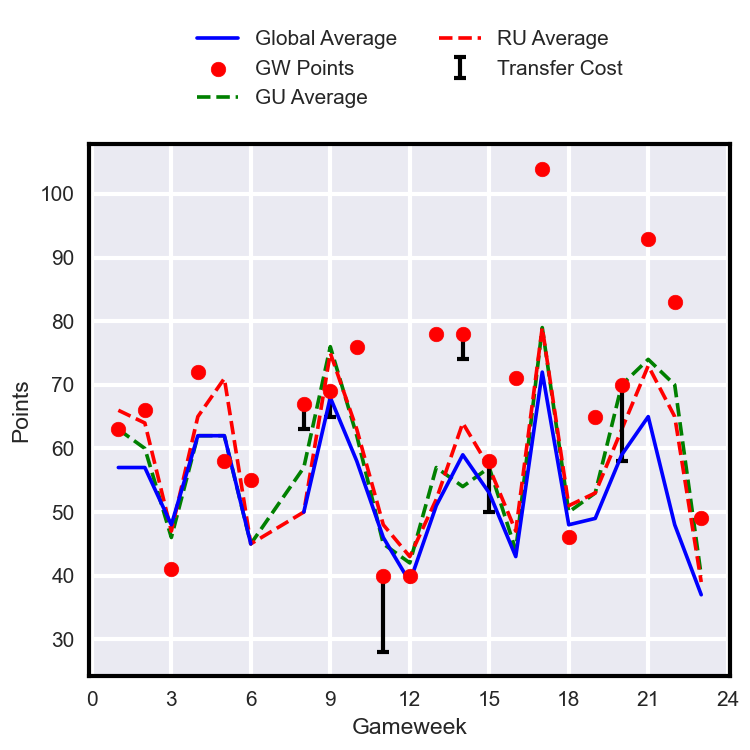 Global Average
GW Points
GU Average
RU Average
Transfer Cost
Points
100
90
80
70
60
50
40
30
0 3 6 9 12 15 18 21 24
Gameweek